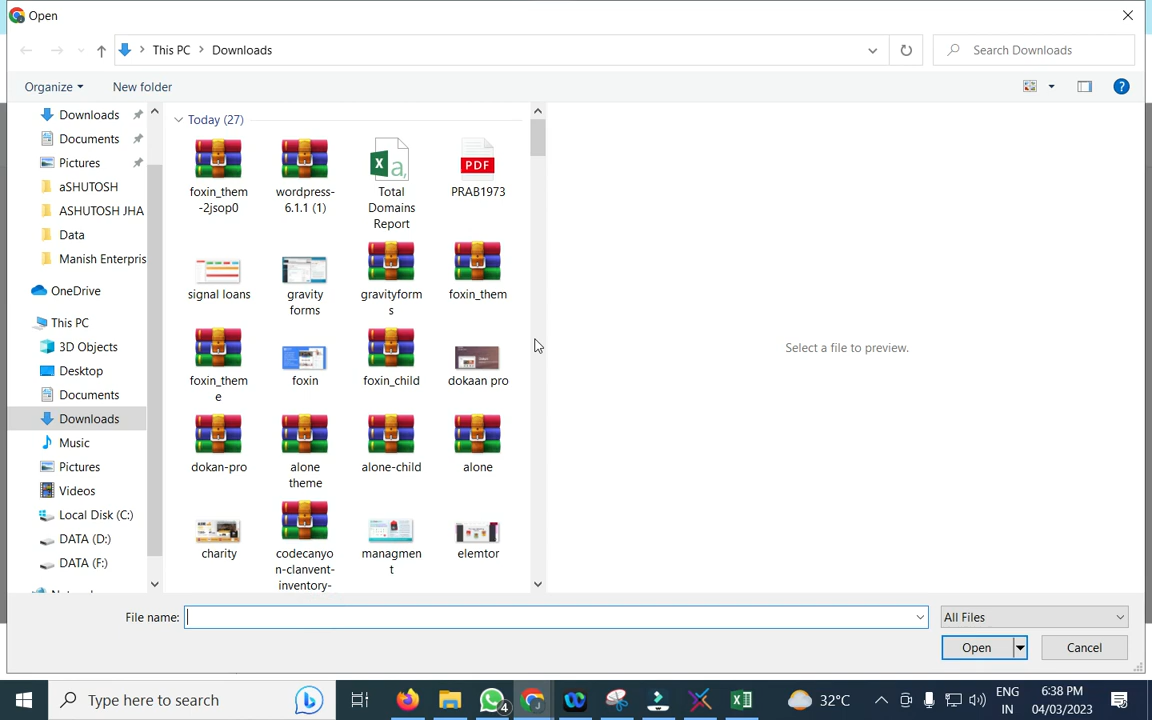 Open
This PC
Downloads
Search Downloads
Organize
New folder
Downloads
Documents
Pictures
aSHUTOSH
ASHUTOSH JHA
Data
Manish Enterpris
OneDrive
This PC
3D Objects
Desktop
Documents
Downloads
Music
Pictures
Videos
Local Disk (C:)
DATA (D:)
DATA (F:)
Today (27)
foxin_them
-2jsop0
wordpress-
6.1.1 (1)
a,
Total
Domains
Report
PDF
PRAB1973
signal loans
gravity
forms
gravityform
s
foxin_them
foxin_them
e
foxin
foxin_child
dokaan pro
dokan-pro
alone
theme
alone-child
alone
charity
codecanyo
n-clanvent-
inventory-
managmen
t
elemtor
Select a file to preview.
File name:
All Files
Open
Cancel
Type here to search
4
32°C
ENG
IN
6:38 PM
04/03/2023